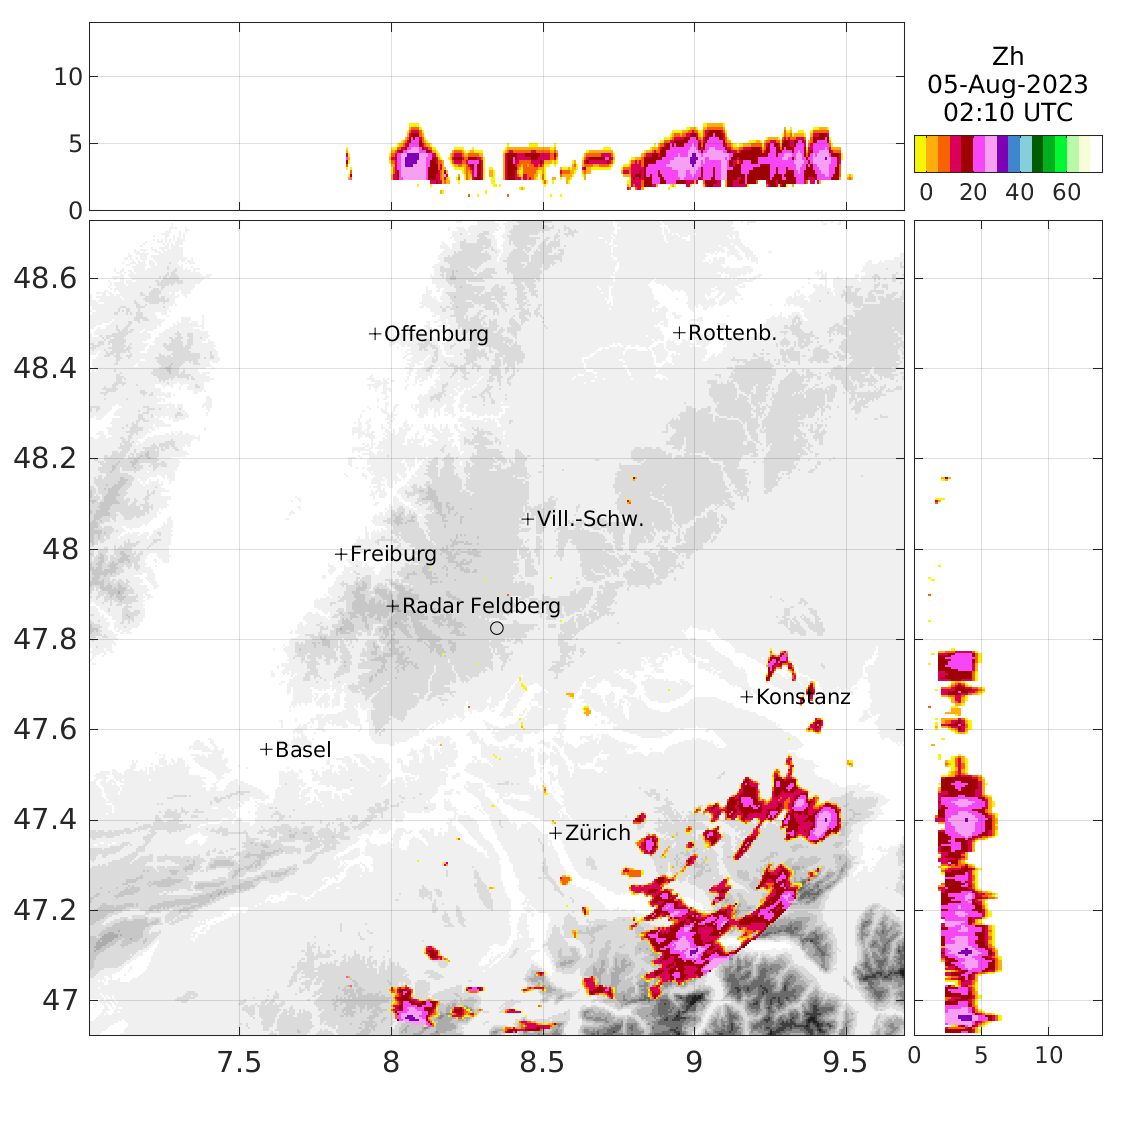 10
5
0
Zh
05-Aug-2023
02:10 UTC
0 20 40 60
48.6
48.4
48.2
48
47.8
47.6
47.4
47.2
47
Offenburg
Rottenb.
Vill.-Schw.
Freiburg
Radar Feldberg
Konstanz
Basel
Zürich
7.5 8 8.5 9 9.5
0 5 10